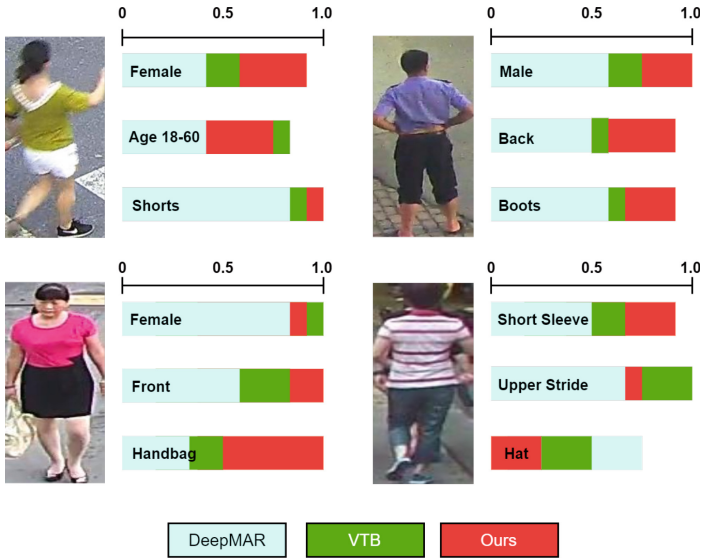 0 0.5 1.0
Female
Age 18-60
Shorts
0 0.5 1.0
Male
Back
Boots
0 0.5 1.0
Female
Front
Handbag
0 0.5 1.0
Short Sleeve
Upper Stride
Hat
DeepMAR VTB Ours